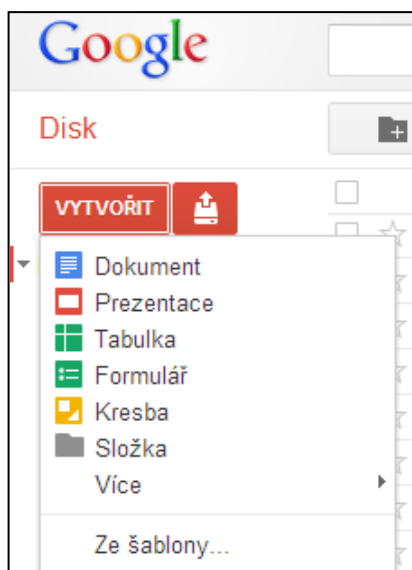 Google
Disk
VYTVOŘIT
Dokument
Prezentace
Tabulka
Formulář
Kresba
Složka
Více
Ze šablony...